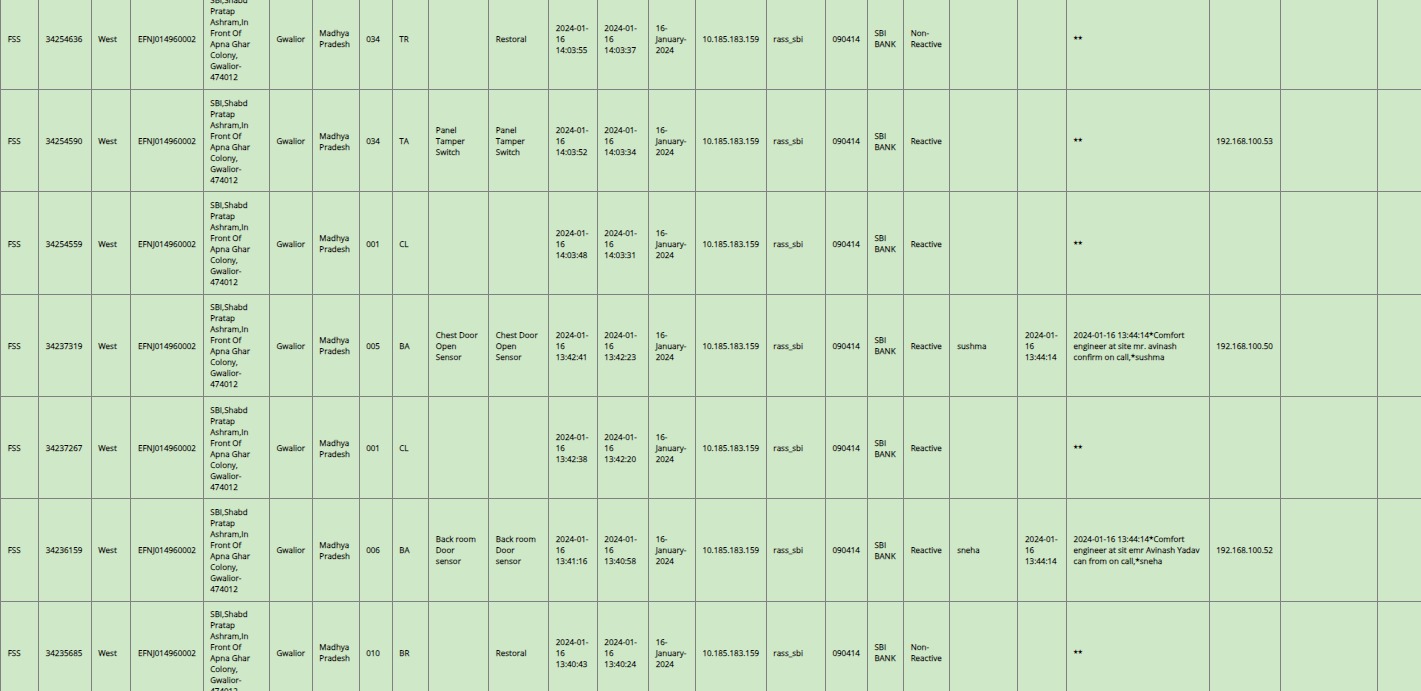 FSS
34254636
West
EFNJ014960002
SBI,Shabd
Pratap
Ashram,In
Front Of
Apna Ghar
Colony,
Gwalior-
474012
Gwalior
Madhya
Pradesh
034
TR
Restoral
2024-01-
16
14:03:55
2024-01-
16
14:03:37
16-
January-
2024
10.185.183.159
rass_sbi
090414
SBI
BANK
Non-
Reactive
**
FSS
34254590
West
EFNJ014960002
SBI,Shabd
Pratap
Ashram,In
Front Of
Apna Ghar
Colony,
Gwalior-
474012
Gwalior
Madhya
Pradesh
034
TA
Panel
Tamper
Switch
Panel
Tamper
Switch
2024-01-
16
14:03:52
2024-01-
16
14:03:34
16-
January-
2024
10.185.183.159
rass_sbi
090414
SBI
BANK
Reactive
**
192.168.100.53
FSS
34254559
West
EFNJ014960002
SBI,Shabd
Pratap
Ashram,In
Front Of
Apna Ghar
Colony,
Gwalior-
474012
Gwalior
Madhya
Pradesh
001
CL
2024-01-
16
14:03:48
2024-01-
16
14:03:31
16-
January-
2024
10.185.183.159
rass_sbi
090414
SBI
BANK
Reactive
**
FSS
34237319
West
EFNJ014960002
SBI,Shabd
Pratap
Ashram,In
Front Of
Apna Ghar
Colony,
Gwalior-
474012
Gwalior
Madhya
Pradesh
005
BA
Chest Door
Open
Sensor
Chest Door
Open
Sensor
2024-01-
16
13:42:41
2024-01-
16
13:42:23
16-
January-
2024
10.185.183.159
rass_sbi
090414
SBI
BANK
Reactive
sushma
2024-01-
16
13:44:14
2024-01-16 13:44:14*Comfort
engineer at site mr. avinash
confirm on call,*sushma
192.168.100.50
FSS
34237267
West
EFNJ014960002
SBI,Shabd
Pratap
Ashram,In
Front Of
Apna Ghar
Colony,
Gwalior-
474012
Gwalior
Madhya
Pradesh
001
CL
2024-01-
16
13:42:38
2024-01-
16
13:42:20
16-
January-
2024
10.185.183.159
rass_sbi
090414
SBI
BANK
Reactive
**
FSS
34236159
West
EFNJ014960002
SBI,Shabd
Pratap
Ashram,In
Front Of
Apna Ghar
Colony,
Gwalior-
474012
Gwalior
Madhya
Pradesh
006
BA
Back room
Door
sensor
Back room
Door
sensor
2024-01-
16
13:41:16
2024-01-
16
13:40:58
16-
January-
2024
10.185.183.159
rass_sbi
090414
SBI
BANK
Reactive
sneha
2024-01-
16
13:44:14
2024-01-16 13:44:14*Comfort
engineer at sit emr Avinash Yadav
can from on call,*sneha
192.168.100.52
FSS
34235685
West
EFNJ014960002
SBI,Shabd
Pratap
Ashram,In
Front Of
Apna Ghar
Colony,
Gwalior-
474012
Gwalior
Madhya
Pradesh
010
BR
Restoral
2024-01-
16
13:40:43
2024-01-
16
13:40:24
16-
January-
2024
10.185.183.159
rass_sbi
090414
SBI
BANK
Non-
Reactive
**